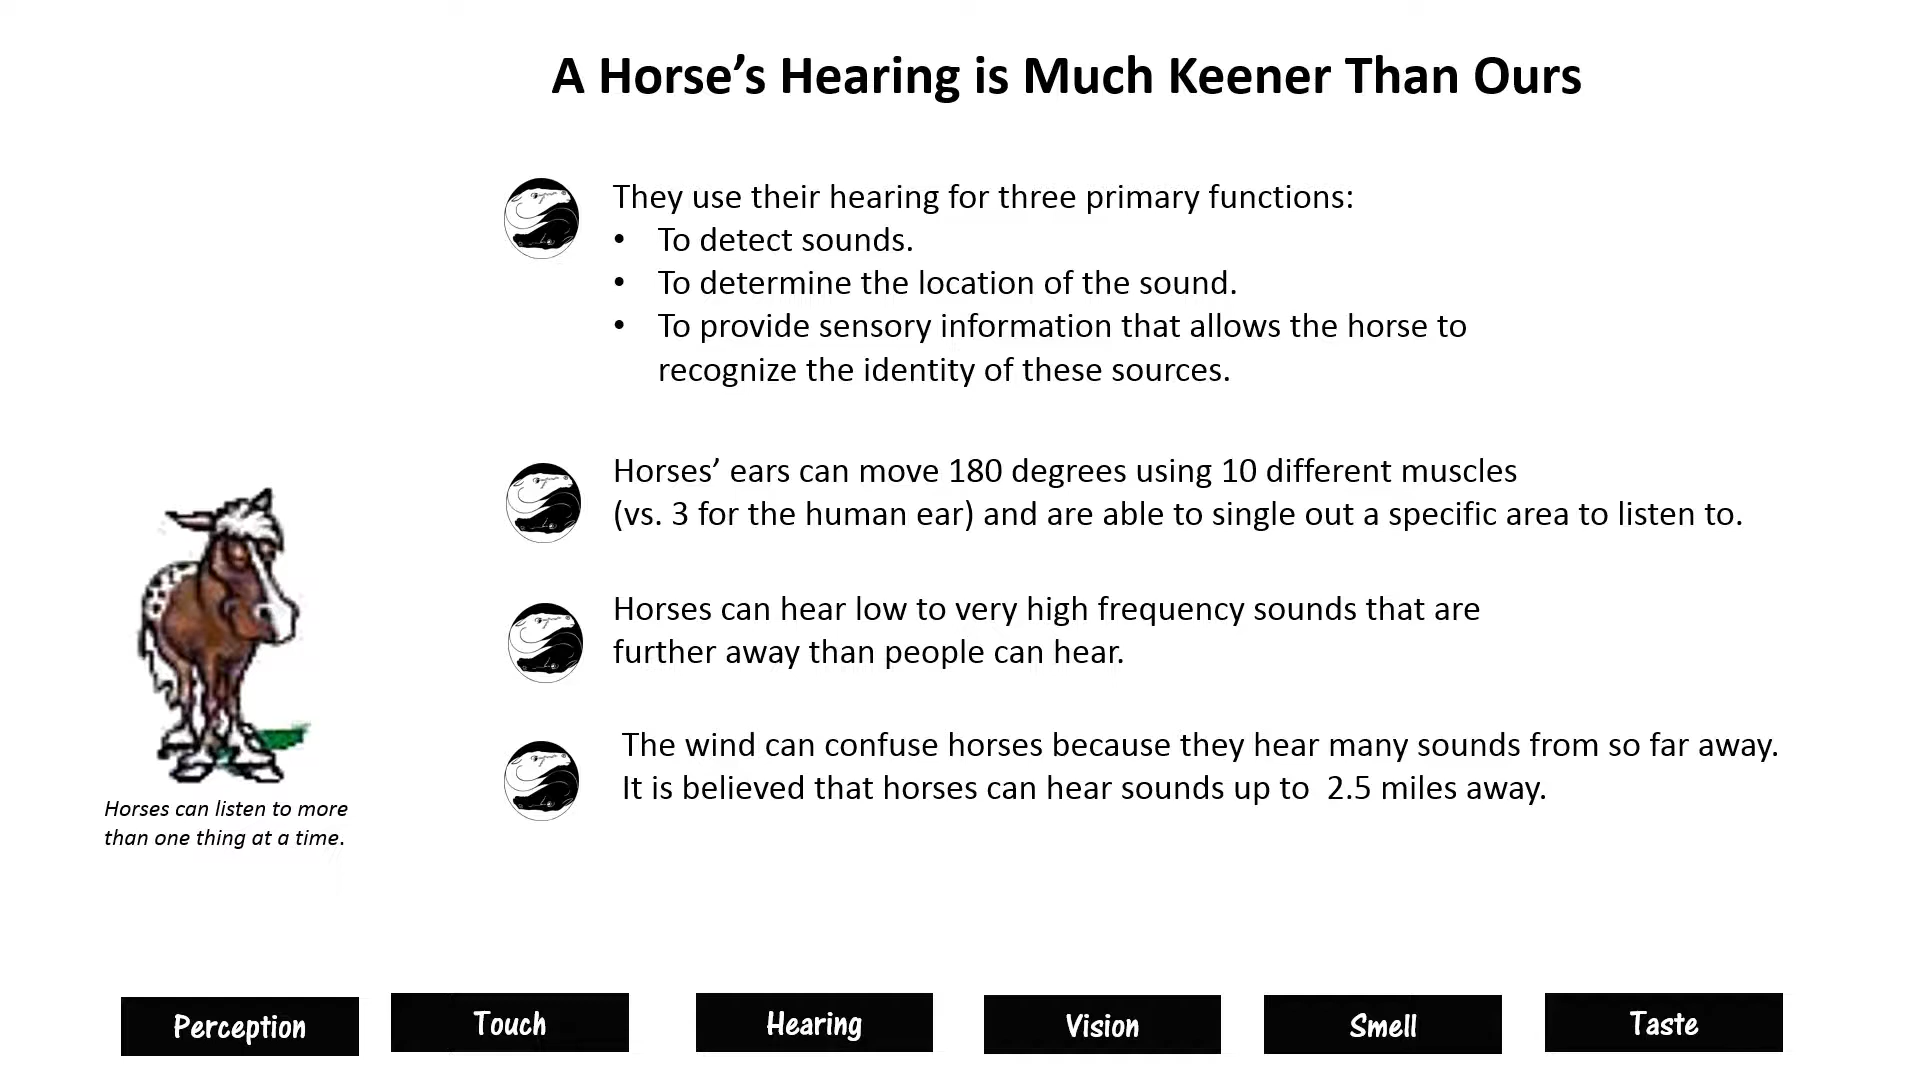 A Horse’s Hearing is Much Keener Than Ours
They use their hearing for three primary functions:
• To detect sounds.
• To determine the location of the sound.
• To provide sensory information that allows the horse to
recognize the identity of these sources.
Horses’ ears can move 180 degrees using 10 different muscles
(vs. 3 for the human ear) and are able to single out a specific area to listen to.
Horses can hear low to very high frequency sounds that are
further away than people can hear.
The wind can confuse horses because they hear many sounds from so far away.
It is believed that horses can hear sounds up to 2.5 miles away.
Horses can listen to more
than one thing at a time.
Perception
Touch
Hearing
Vision
Smell
Taste